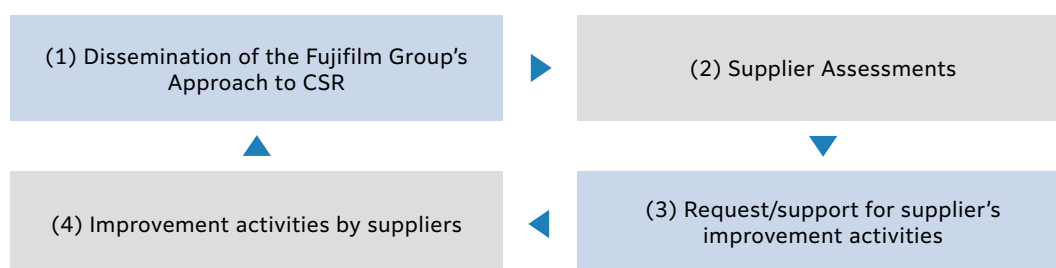 (1) Dissemination of the Fujifilm Group’s
Approach to CSR
(2) Supplier Assessments
(3) Request/support for supplier’s
improvement activities
(4) Improvement activities by suppliers